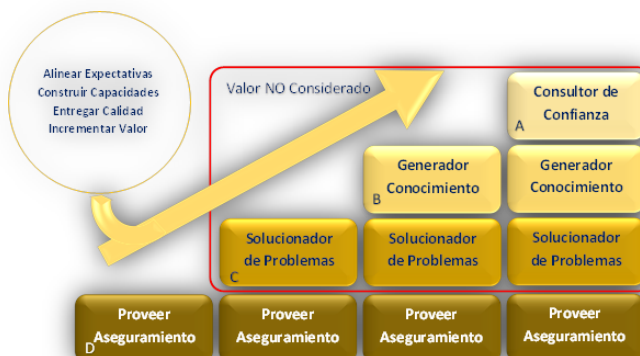 Alinear Expectativas
Construir Capacidades
Entregar Calidad
Incrementar Valor
Valor NO Considerado
Consultor de
Confianza
A
Generador
Conocimiento
B
Generador
Conocimiento
Solucionador
de Problemas
C
Solucionador
de Problemas
Solucionador
de Problemas
Proveer
Aseguramiento
D
Proveer
Aseguramiento
Proveer
Aseguramiento
Proveer
Aseguramiento